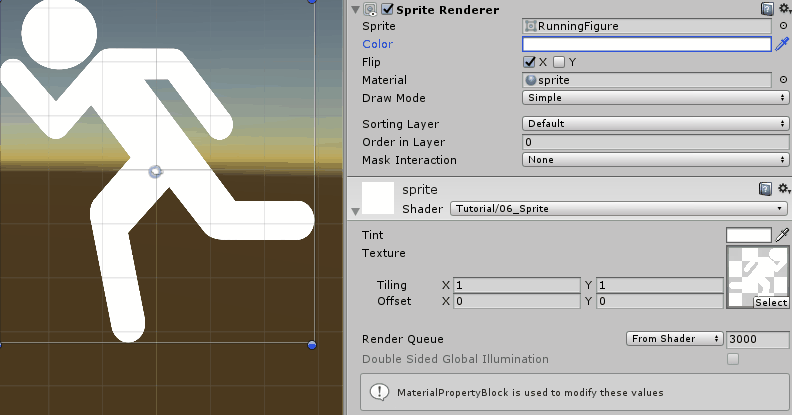 Sprite Renderer
Sprite RunningFigure
Color
Flip X Y
Material sprite
Draw Mode Simple
Sorting Layer Default
Order in Layer 0
Mask Interaction None
sprite
Shader Tutorial/06_Sprite
Tint
Texture
Tiling X 1 Y 1
Offset X 0 Y 0
Select
Render Queue From Shader 3000
Double Sided Global Illumination
MaterialPropertyBlock is used to modify these values